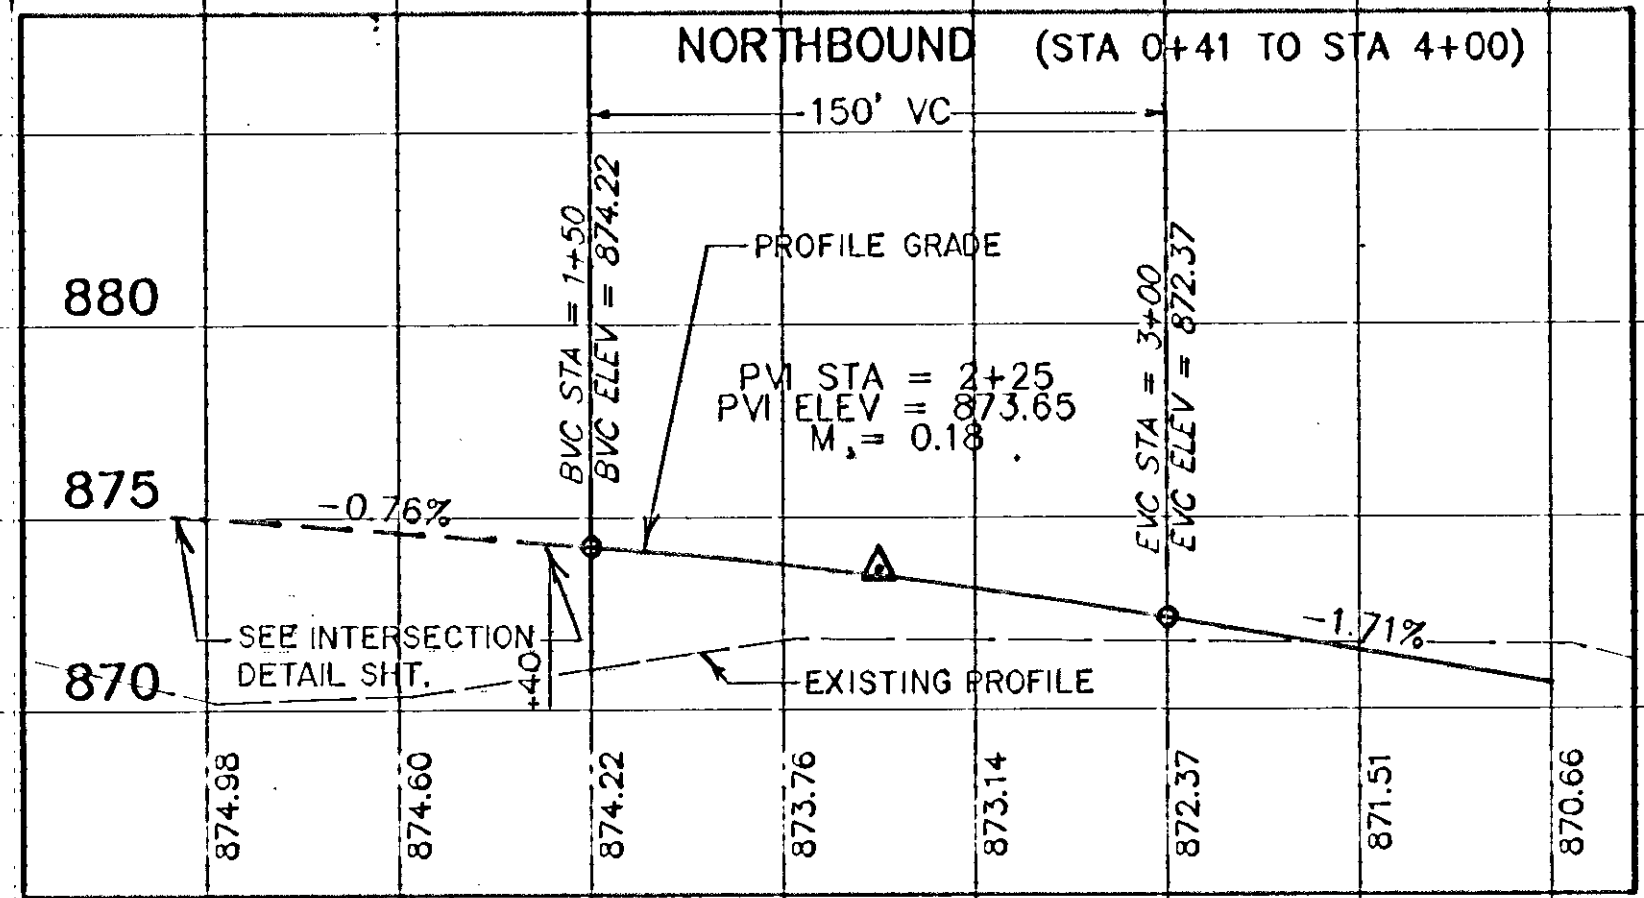 NORTHBOUND (STA 0+41 TO STA 4+00)
150' VC
BVC STA = 1+50
BVC ELEV = 874.22
PROFILE GRADE
EVC STA = 3+00
EVC ELEV = 872.37
880
PVI STA = 2+25
PVI ELEV = 873.65
M = 0.18
875
-0.76%
-1.71%
SEE INTERSECTION
DETAIL SHT.
+40
870
EXISTING PROFILE
874.98
874.60
874.22
873.76
873.14
872.37
871.51
870.66